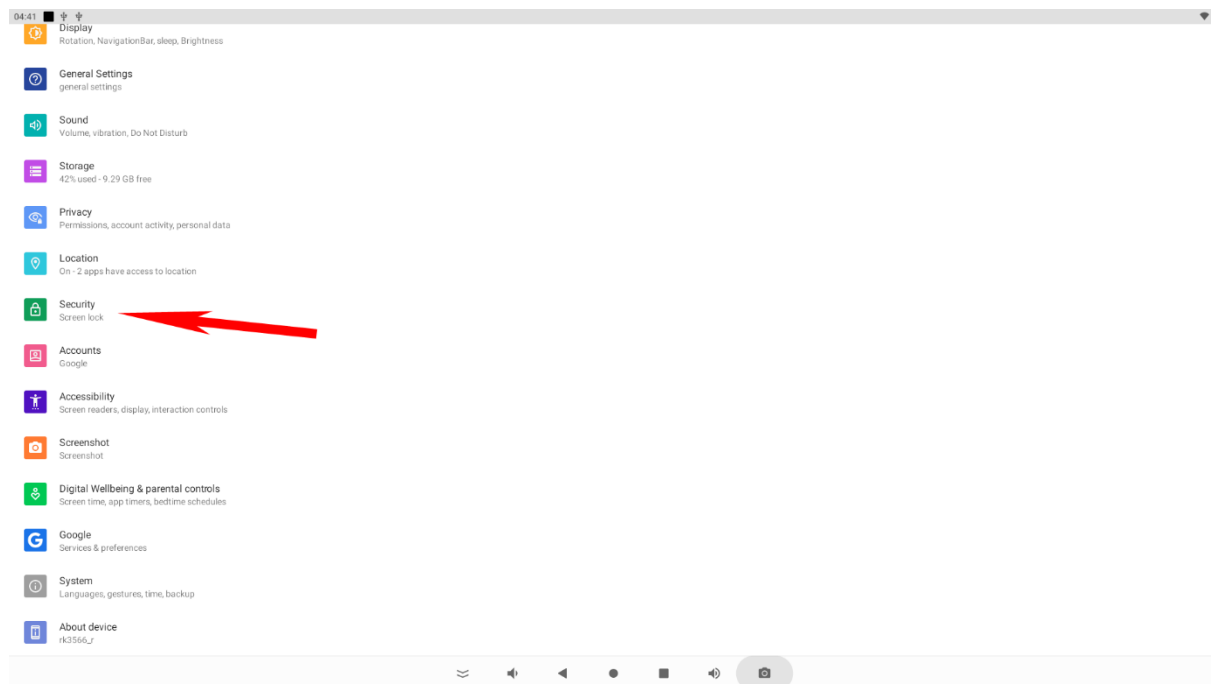 04:41
Display
Rotation, NavigationBar, sleep, Brightness
General Settings
general settings
Sound
Volume, vibration, Do Not Disturb
Storage
42% used - 9.29 GB free
Privacy
Permissions, account activity, personal data
Location
On - 2 apps have access to location
Security
Screen lock
Accounts
Google
Accessibility
Screen readers, display, interaction controls
Screenshot
Screenshot
Digital Wellbeing & parental controls
Screen time, app timers, bedtime schedules
Google
Services & preferences
System
Languages, gestures, time, backup
About device
rk3566_r